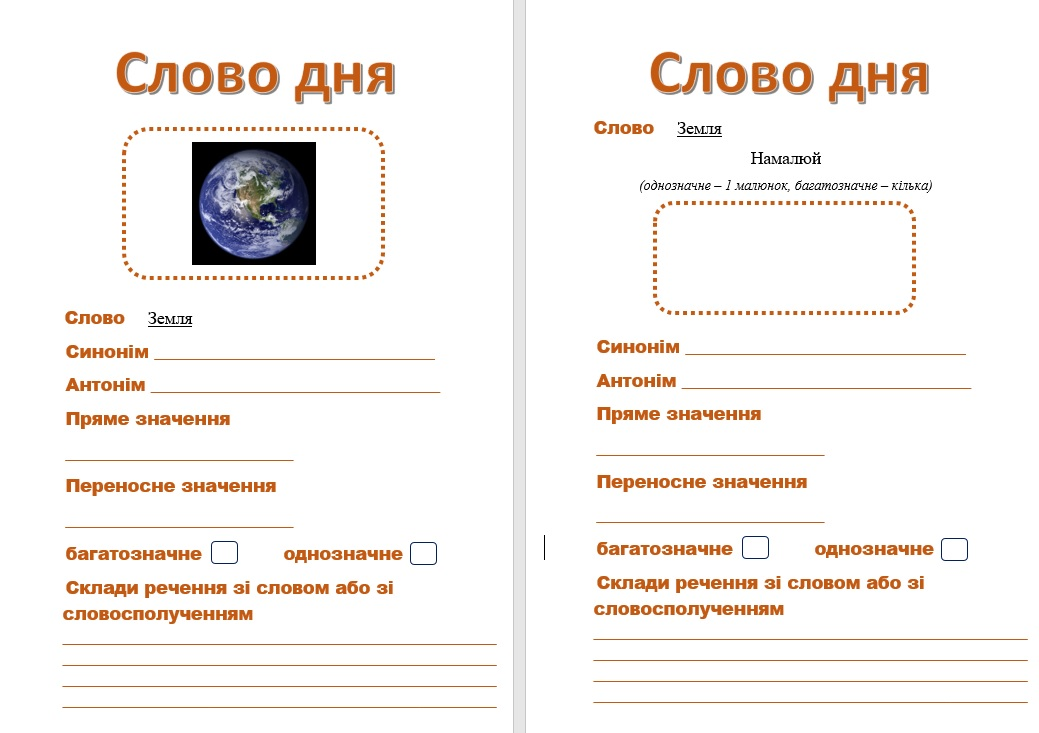 Слово дня
Слово Земля
Синонім
Антонім
Пряме значення
Переносне значення
багатозначне однозначне
Склади речення зі словом або зі
словосполученням
Слово дня
Слово Земля
Намалюй
(однозначне – 1 малюнок, багатозначне – кілька)
Синонім
Антонім
Пряме значення
Переносне значення
багатозначне однозначне
Склади речення зі словом або зі
словосполученням